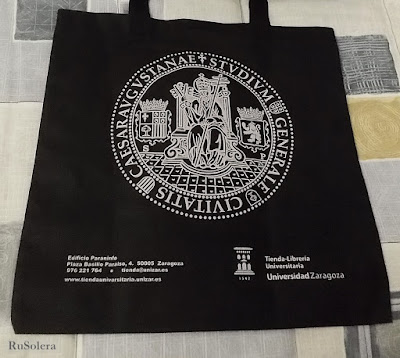 ✝ STVDIVM GENERALE CIVITATIS CAESARAVGVSTANAE
S P
Edificio Paraninfo
Plaza Basilio Paraíso, 4. 50005 Zaragoza
976 221 764 • tienda@unizar.es
www.tiendauniversitaria.unizar.es
1542
Tienda-Librería
Universitaria
Universidad Zaragoza
RuSolera